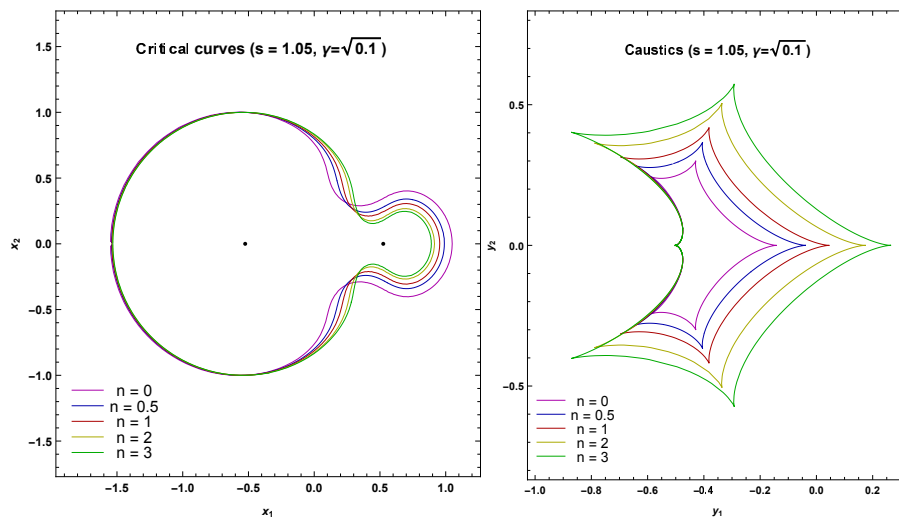 Critical curves (s = 1.05, γ=√0.1)
1.5
1.0
0.5
0.0
-0.5
-1.0
-1.5
x2
n = 0
n = 0.5
n = 1
n = 2
n = 3
-1.5 -1.0 -0.5 0.0 0.5 1.0
x1
Caustics (s = 1.05, γ=√0.1)
0.5
0.0
-0.5
y2
n = 0
n = 0.5
n = 1
n = 2
n = 3
-1.0 -0.8 -0.6 -0.4 -0.2 0.0 0.2
y1